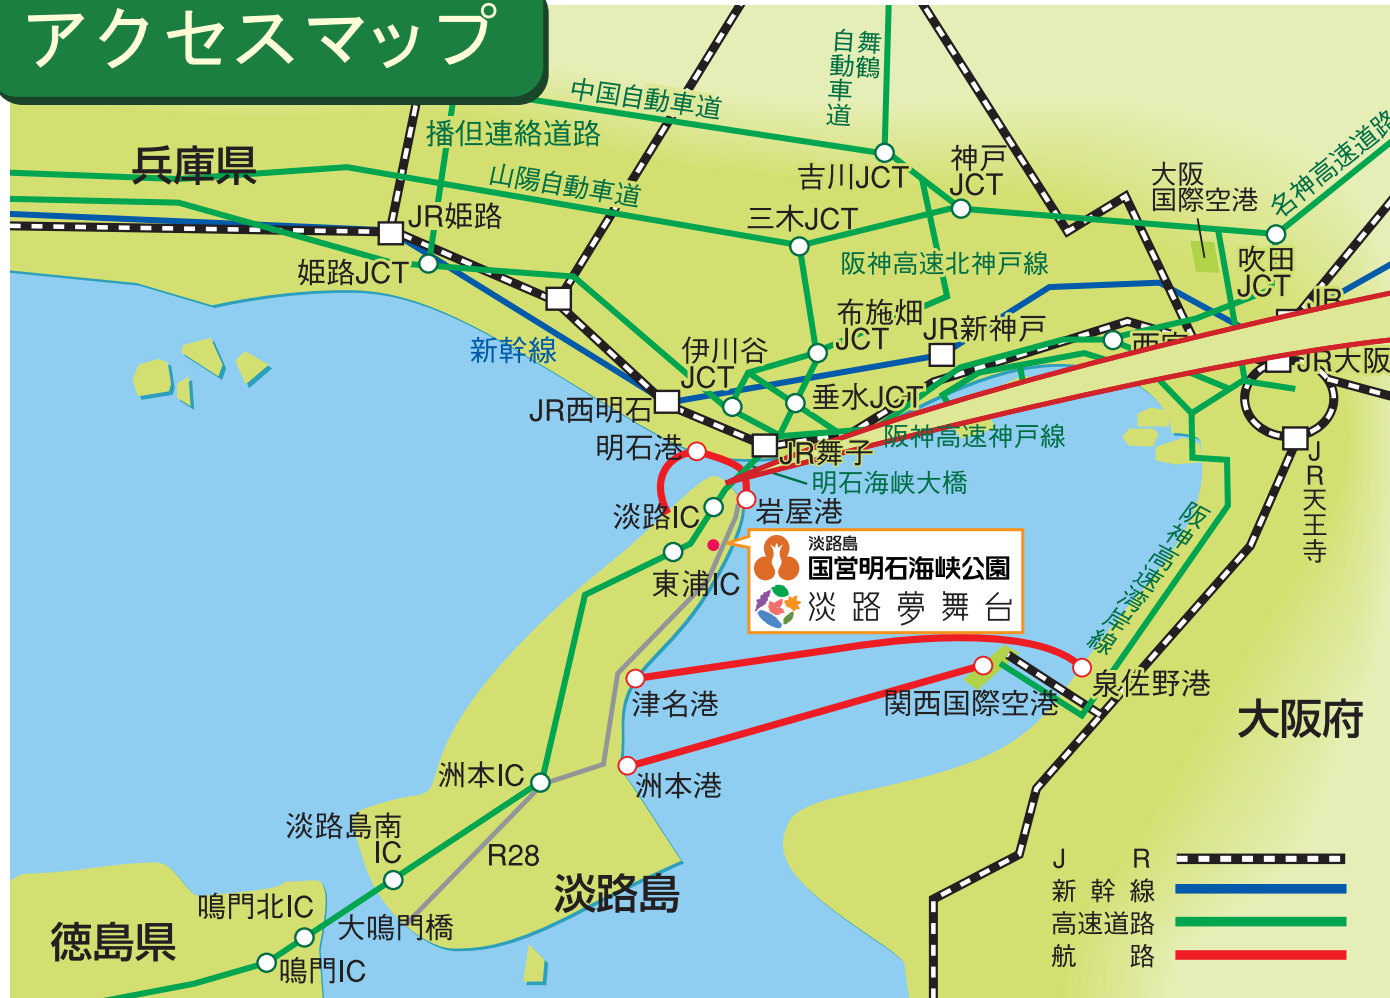 アクセスマップ
兵庫県
播但連絡道路
中国自動車道
舞鶴
自動車道
山陽自動車道
JR姫路
姫路JCT
吉川JCT
神戸
JCT
三木JCT
大阪
国際空港
名神高速道路
阪神高速北神戸線
吹田
JCT
布施畑
JCT
JR新神戸
JR
新幹線
伊川谷
JCT
JR大阪
JR西明石
垂水JCT
明石港
JR舞子
阪神高速神戸線
明石海峡大橋
JR天王寺
淡路IC
岩屋港
阪神高速湾岸線
東浦IC
淡路島
国営明石海峡公園
淡路夢舞台
津名港
関西国際空港
泉佐野港
大阪府
洲本IC
洲本港
淡路島南
IC
R28
淡路島
鳴門北IC
大鳴門橋
徳島県
鳴門IC
JR
新幹線
高速道路
航路